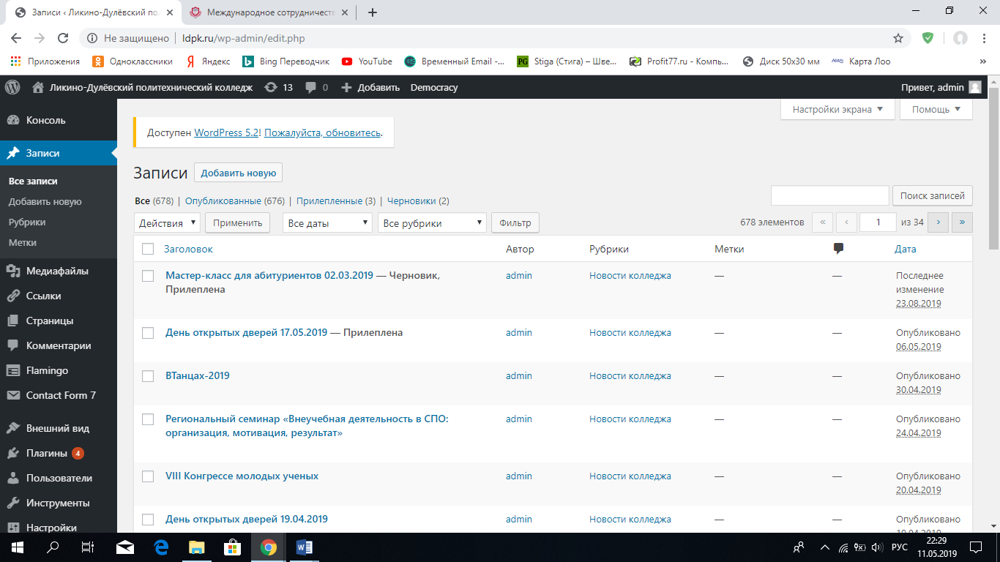 Записи ‹ Ликино-Дулёвский по
Международное сотрудничест
Не защищено | ldpk.ru/wp-admin/edit.php
Приложения Одноклассники Яндекс Bing Переводчик YouTube Временный Email -... Stiga (Стига) – Шве... Profit77.ru - Компь... Диск 50x30 мм Карта Лоо »
Ликино-Дулёвский политехнический колледж 13 0 Добавить Democracy Привет, admin
Консоль
Записи
Все записи
Добавить новую
Рубрики
Метки
Медиафайлы
Ссылки
Страницы
Комментарии
Flamingo
Contact Form 7
Внешний вид
Плагины 4
Пользователи
Инструменты
Настройки
Настройки экрана Помощь
Доступен WordPress 5.2! Пожалуйста, обновитесь.
Записи Добавить новую
Все (678) | Опубликованные (676) | Прилепленные (3) | Черновики (2)
Поиск записей
Действия Применить Все даты Все рубрики Фильтр 678 элементов « ‹ 1 из 34 › »
Заголовок Автор Рубрики Метки Дата
Мастер-класс для абитуриентов 02.03.2019 — Черновик, admin Новости колледжа — — Последнее
Прилеплена изменение
23.08.2019
День открытых дверей 17.05.2019 — Прилеплена admin Новости колледжа — — Опубликовано
06.05.2019
ВТанцах-2019 admin Новости колледжа — — Опубликовано
30.04.2019
Региональный семинар «Внеучебная деятельность в СПО: admin Новости колледжа — — Опубликовано
организация, мотивация, результат» 24.04.2019
VIII Конгрессе молодых ученых admin Новости колледжа — — Опубликовано
20.04.2019
День открытых дверей 19.04.2019 admin Новости колледжа — — Опубликовано
РУС 22:29
11.05.2019